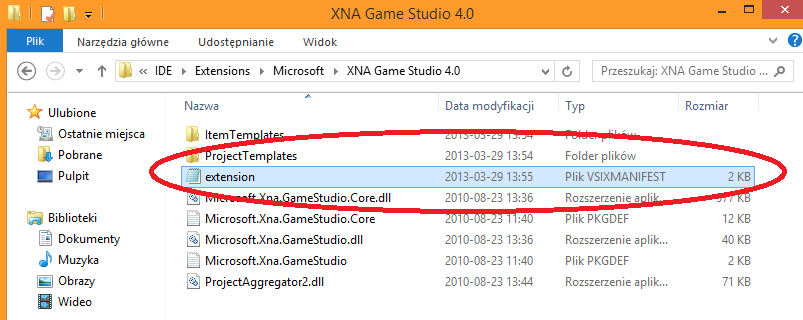 XNA Game Studio 4.0
Plik Narzędzia główne Udostępnianie Widok
« IDE Extensions Microsoft XNA Game Studio 4.0 Przeszukaj: XNA Game Studio ...
Ulubione
Ostatnie miejsca
Pobrane
Pulpit
Biblioteki
Dokumenty
Muzyka
Obrazy
Wideo
Nazwa Data modyfikacji Typ Rozmiar
ItemTemplates 2013-03-29 13:54 Folder plików
ProjectTemplates 2013-03-29 13:54 Folder plików
extension 2013-03-29 13:55 Plik VSIXMANIFEST 2 KB
Microsoft.Xna.GameStudio.Core.dll 2010-08-23 13:36 Rozszerzenie aplik... 977 KB
Microsoft.Xna.GameStudio.Core 2010-08-23 11:40 Plik PKGDEF 12 KB
Microsoft.Xna.GameStudio.dll 2010-08-23 13:36 Rozszerzenie aplik... 40 KB
Microsoft.Xna.GameStudio 2010-08-23 11:40 Plik PKGDEF 2 KB
ProjectAggregator2.dll 2010-08-23 13:44 Rozszerzenie aplik... 71 KB